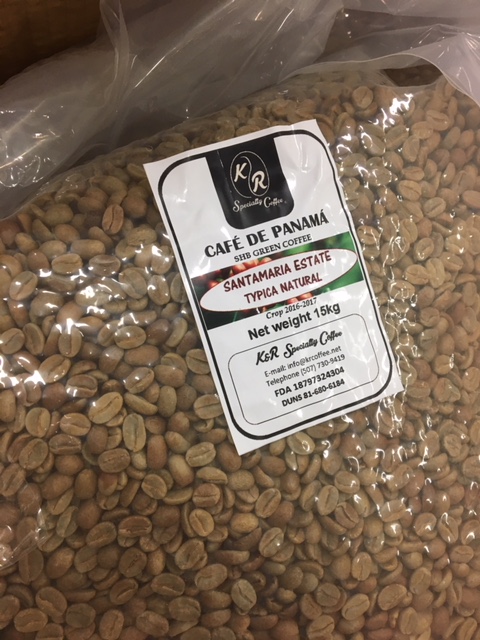 KR
Specialty Coffee
CAFÉ DE PANAMÁ
SHB GREEN COFFEE
SANTAMARIA ESTATE
TYPICA NATURAL
Crop 2016-2017
Net weight 15kg
K&R Specialty Coffee
E-mail: info@krcoffee.net
Telephone (507) 730-9419
FDA 18797324304
DUNS 81-680-6184